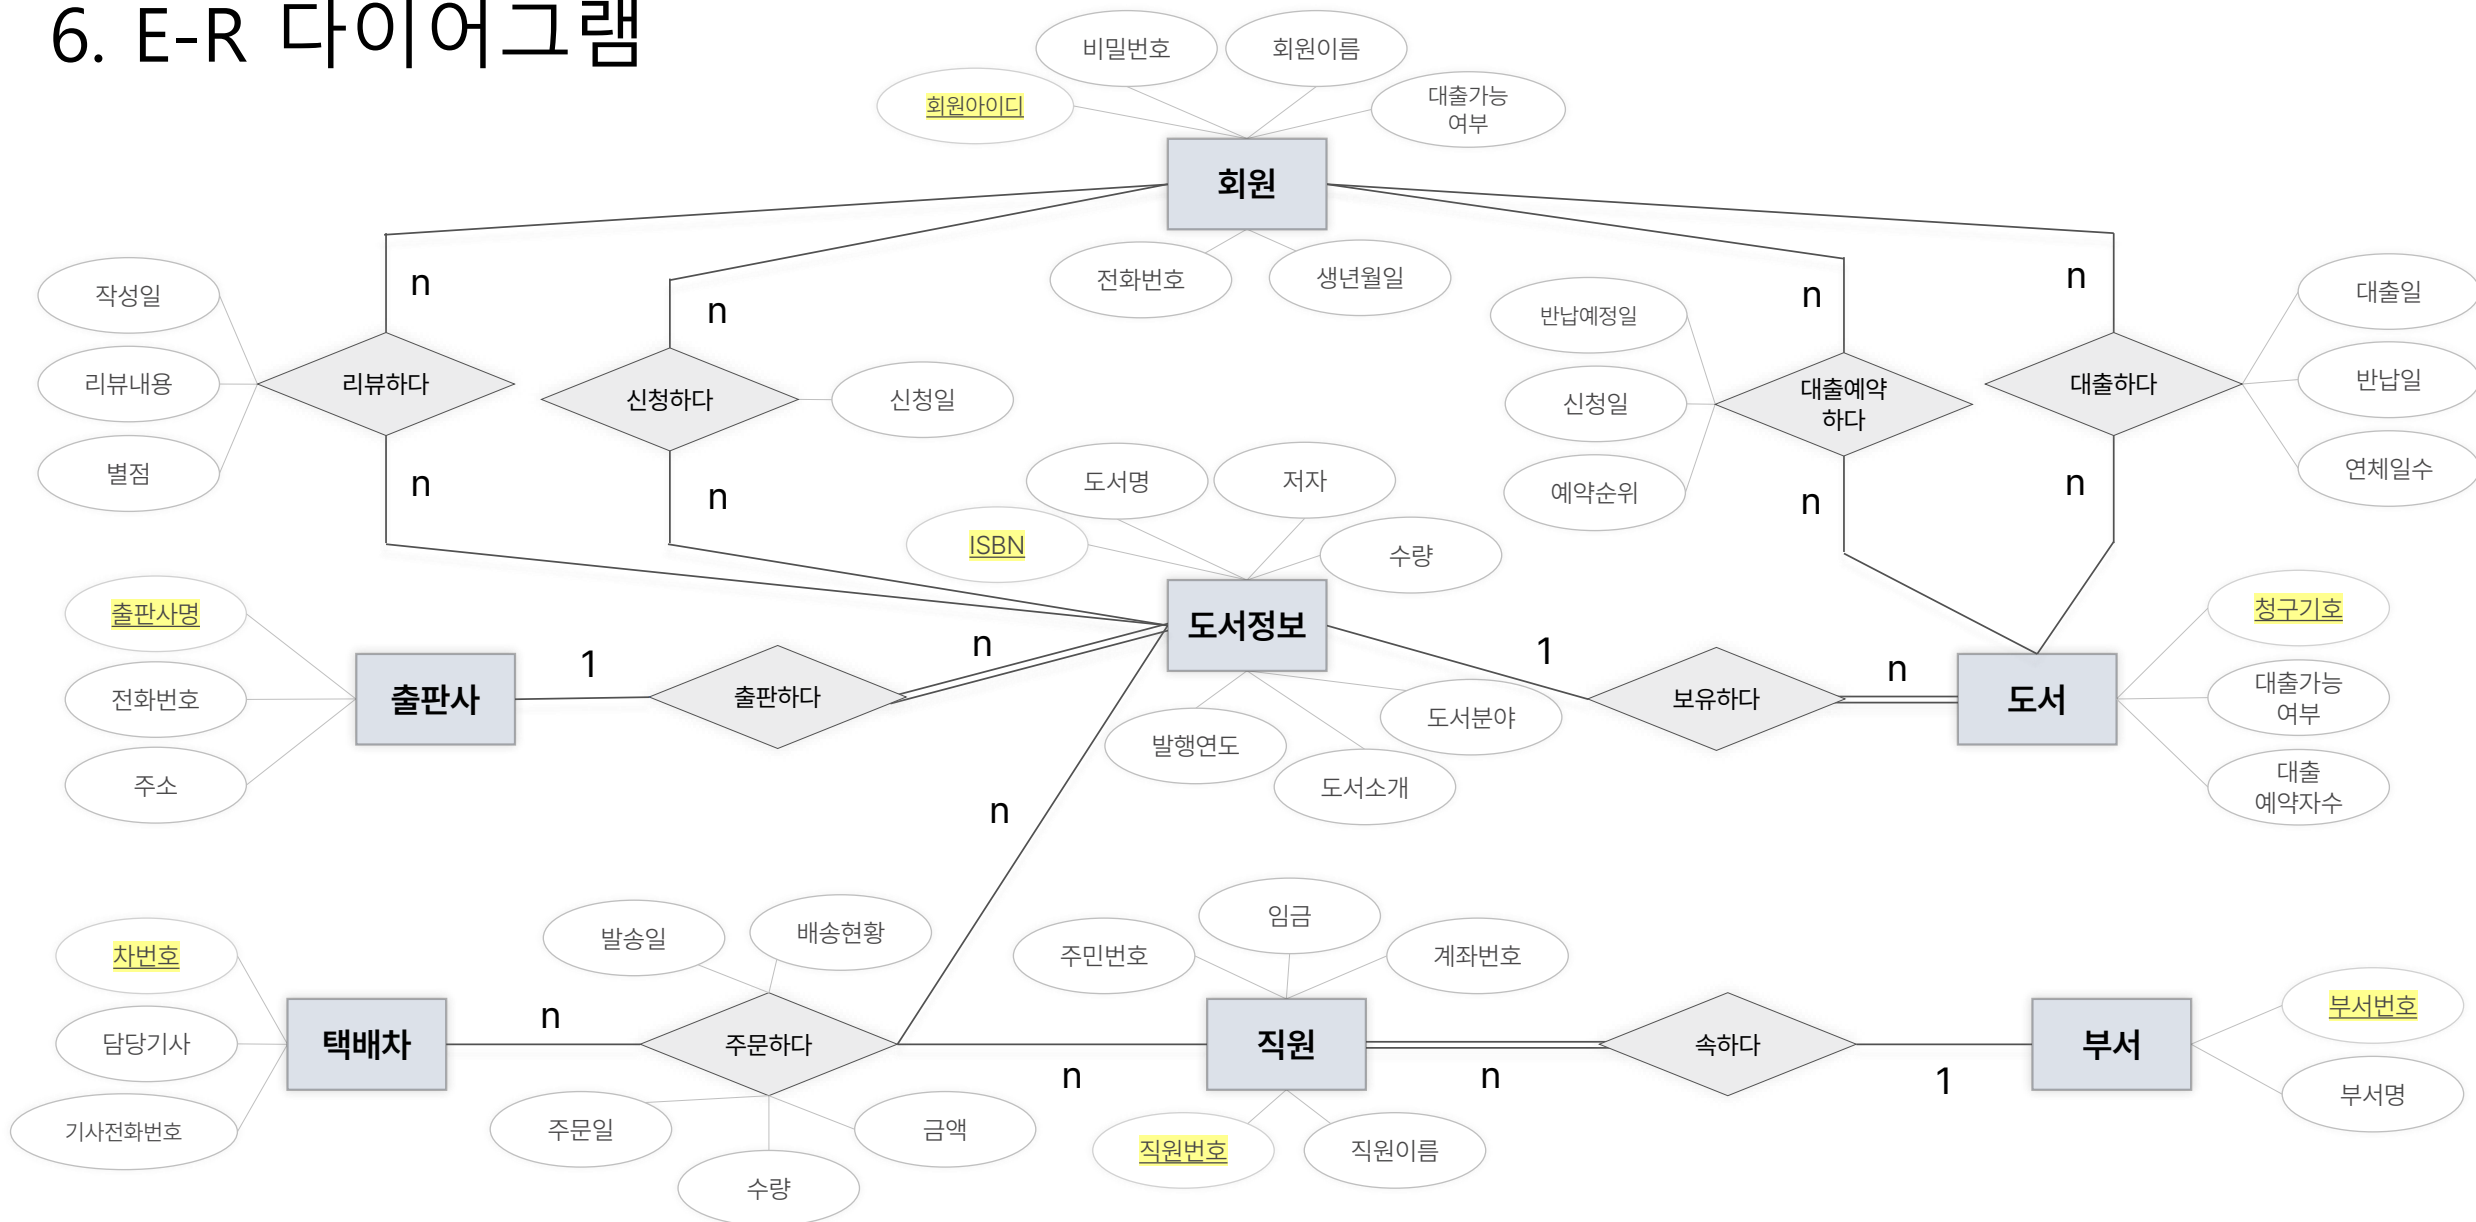 6. E-R 다이어그램
비밀번호
회원이름
회원아이디
대출가능
여부
회원
전화번호
생년월일
n
n
n
n
작성일
리뷰내용
별점
리뷰하다
신청하다
신청일
반납예정일
신청일
예약순위
대출예약
하다
대출하다
대출일
반납일
연체일수
n
n
n
n
도서명
저자
ISBN
수량
도서정보
발행연도
도서소개
도서분야
출판사명
전화번호
주소
출판사
1
출판하다
n
1
보유하다
n
도서
청구기호
대출가능
여부
대출
예약자수
n
차번호
담당기사
기사전화번호
택배차
n
발송일
배송현황
주문하다
주문일
수량
금액
n
주민번호
임금
계좌번호
직원
직원번호
직원이름
n
속하다
1
부서
부서번호
부서명